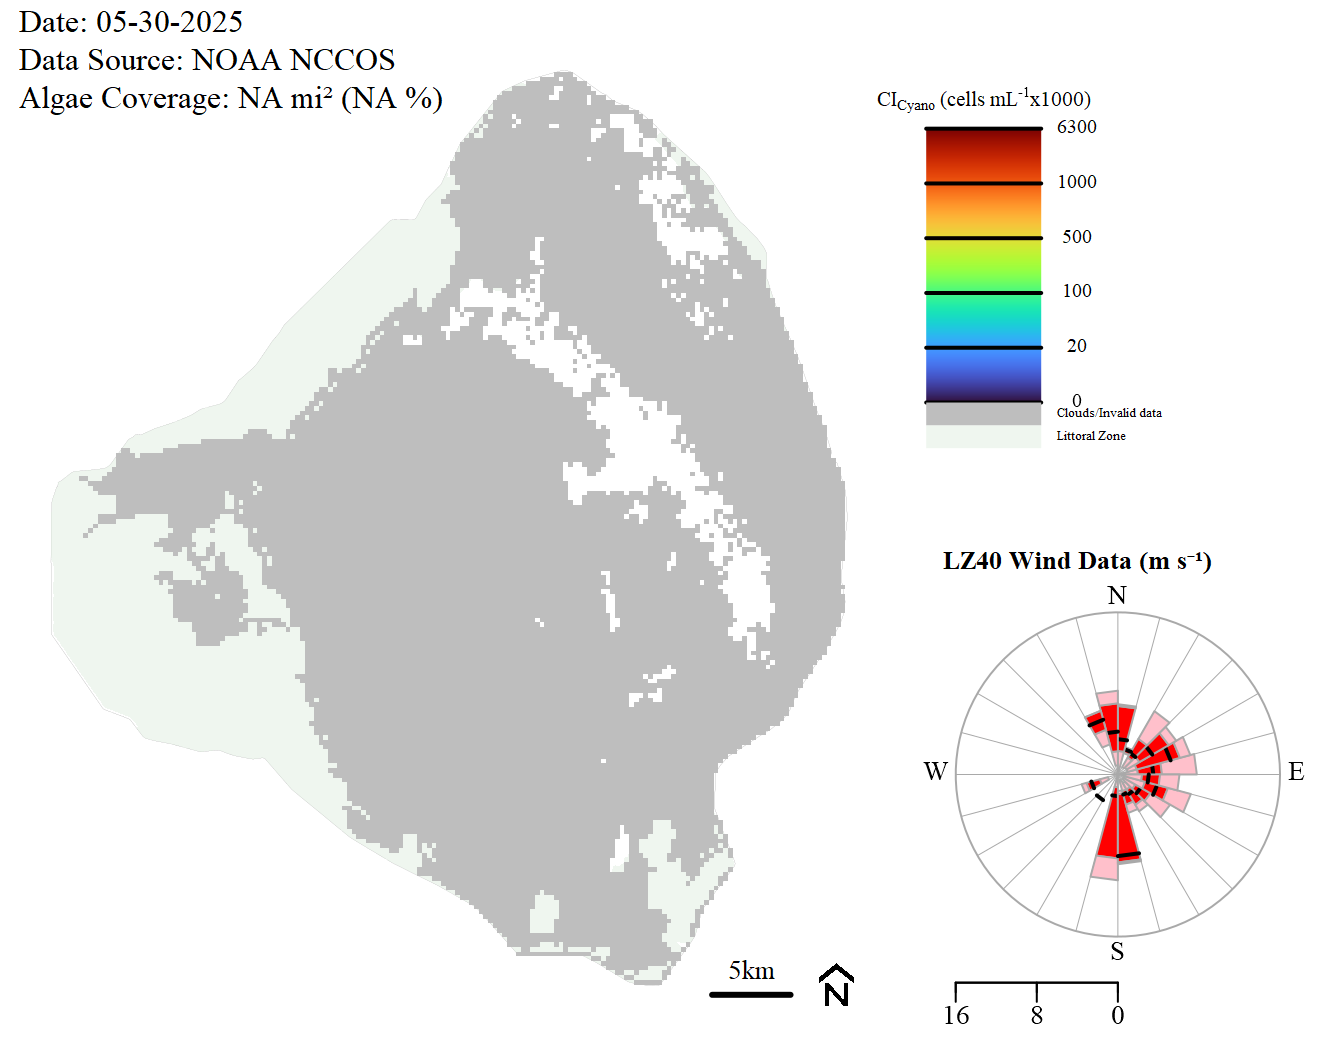 Date: 05-30-2025
Data Source: NOAA NCCOS
Algae Coverage: NA mi² (NA %)
CICyano (cells mL-1x1000)
6300
1000
500
100
20
0
Clouds/Invalid data
Littoral Zone
LZ40 Wind Data (m s⁻¹)
N
W
E
S
5km
N
16 8 0